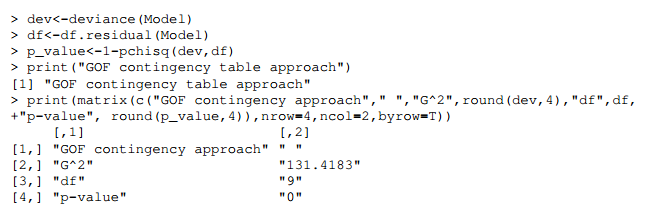 > dev<-deviance(Model)
> df<-df.residual(Model)
> p_value<-1-pchisq(dev,df)
> print("GOF contingency table approach")
[1] "GOF contingency table approach"
> print(matrix(c("GOF contingency approach"," ","G^2",round(dev,4),"df",df,
+"p-value", round(p_value,4)),nrow=4,ncol=2,byrow=T))
     [,1]                       [,2]
[1,] "GOF contingency approach" " "
[2,] "G^2"                      "131.4183"
[3,] "df"                       "9"
[4,] "p-value"                  "0"